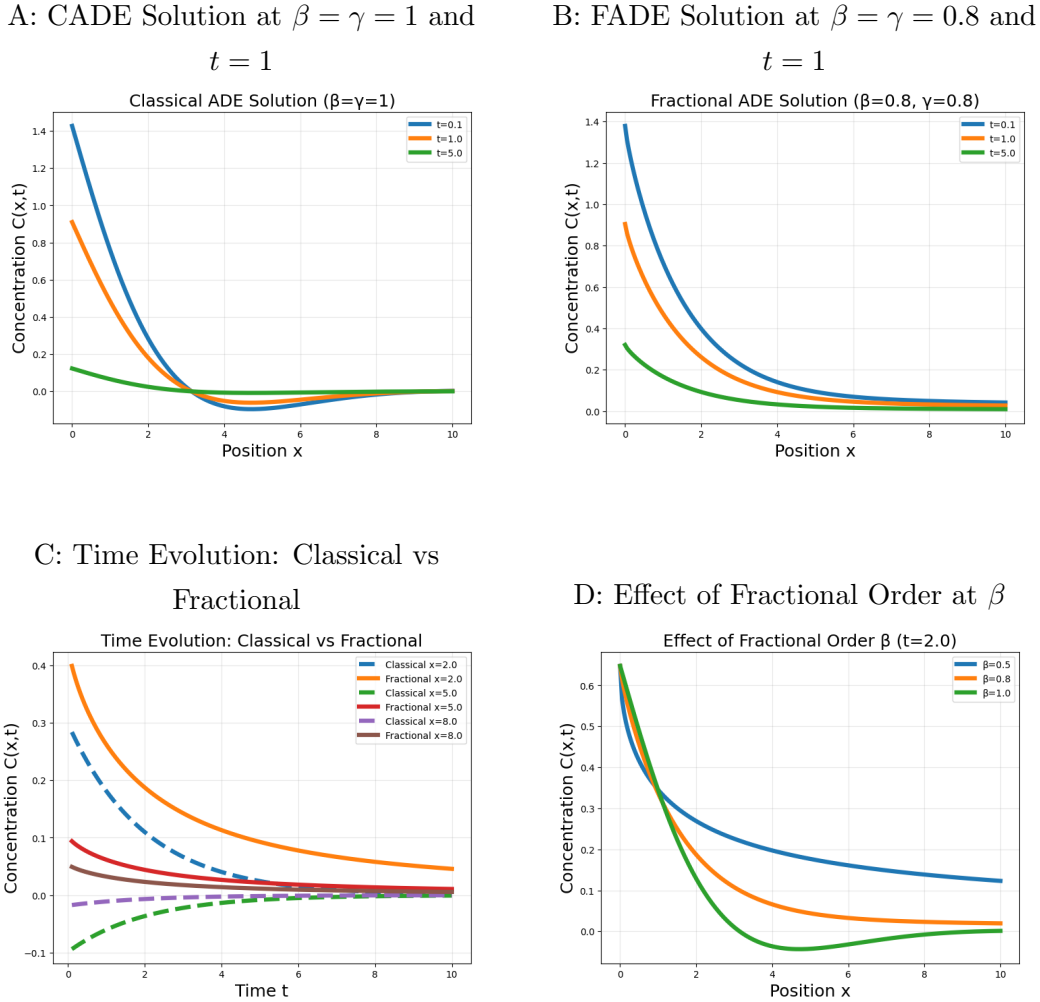 A: CADE Solution at β = γ = 1 and
t = 1
Classical ADE Solution (β=γ=1)
t=0.1
t=1.0
t=5.0
1.4
1.2
1.0
0.8
0.6
0.4
0.2
0.0
Concentration C(x,t)
0 2 4 6 8 10
Position x
B: FADE Solution at β = γ = 0.8 and
t = 1
Fractional ADE Solution (β=0.8, γ=0.8)
t=0.1
t=1.0
t=5.0
1.4
1.2
1.0
0.8
0.6
0.4
0.2
0.0
Concentration C(x,t)
0 2 4 6 8 10
Position x
C: Time Evolution: Classical vs
Fractional
Time Evolution: Classical vs Fractional
Classical x=2.0
Fractional x=2.0
Classical x=5.0
Fractional x=5.0
Classical x=8.0
Fractional x=8.0
0.4
0.3
0.2
0.1
0.0
−0.1
Concentration C(x,t)
0 2 4 6 8 10
Time t
D: Effect of Fractional Order at β
Effect of Fractional Order β (t=2.0)
β=0.5
β=0.8
β=1.0
0.6
0.5
0.4
0.3
0.2
0.1
0.0
Concentration C(x,t)
0 2 4 6 8 10
Position x